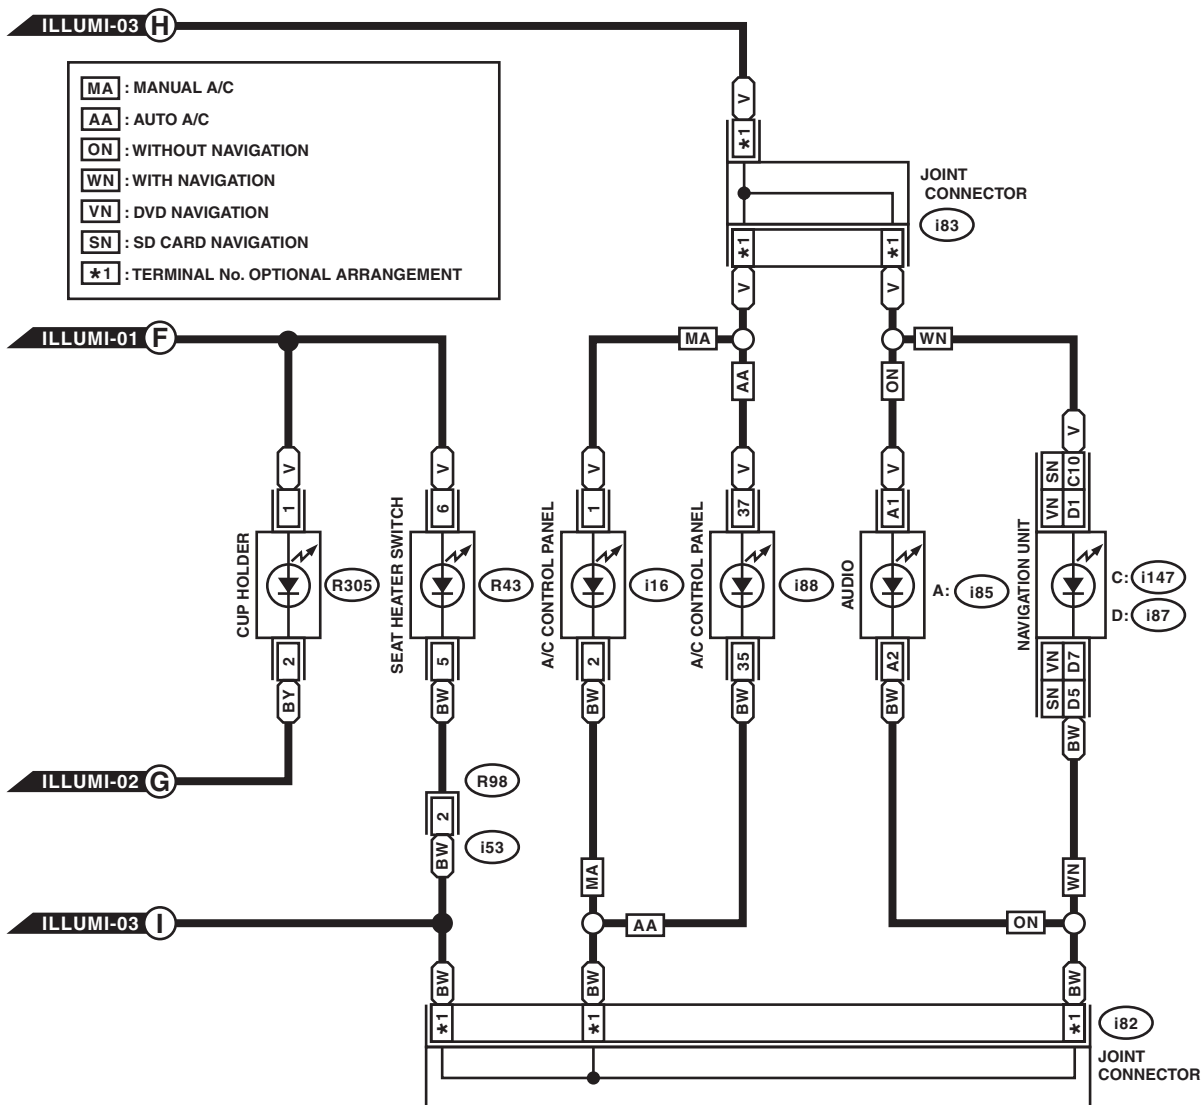 ILLUMI-03 H
MA : MANUAL A/C
AA : AUTO A/C
ON : WITHOUT NAVIGATION
WN : WITH NAVIGATION
VN : DVD NAVIGATION
SN : SD CARD NAVIGATION
*1 : TERMINAL No. OPTIONAL ARRANGEMENT
V
*1
JOINT
CONNECTOR
i83
*1 *1
V V
ILLUMI-01 F
MA
WN
AA
ON
V
V V V V V
SN C10
VN D1
1 6 1 37 A1
CUP HOLDER
R305
SEAT HEATER SWITCH
R43
A/C CONTROL PANEL
i16
A/C CONTROL PANEL
i88
AUDIO
A: i85
NAVIGATION UNIT
C: i147
D: i87
2 5 2 35 A2
VN D7
SN D5
BY BW BW BW BW
BW
ILLUMI-02 G
R98
2
BW
i53
MA
WN
ILLUMI-03 I
AA
ON
BW BW BW
*1 *1 *1
i82
JOINT
CONNECTOR